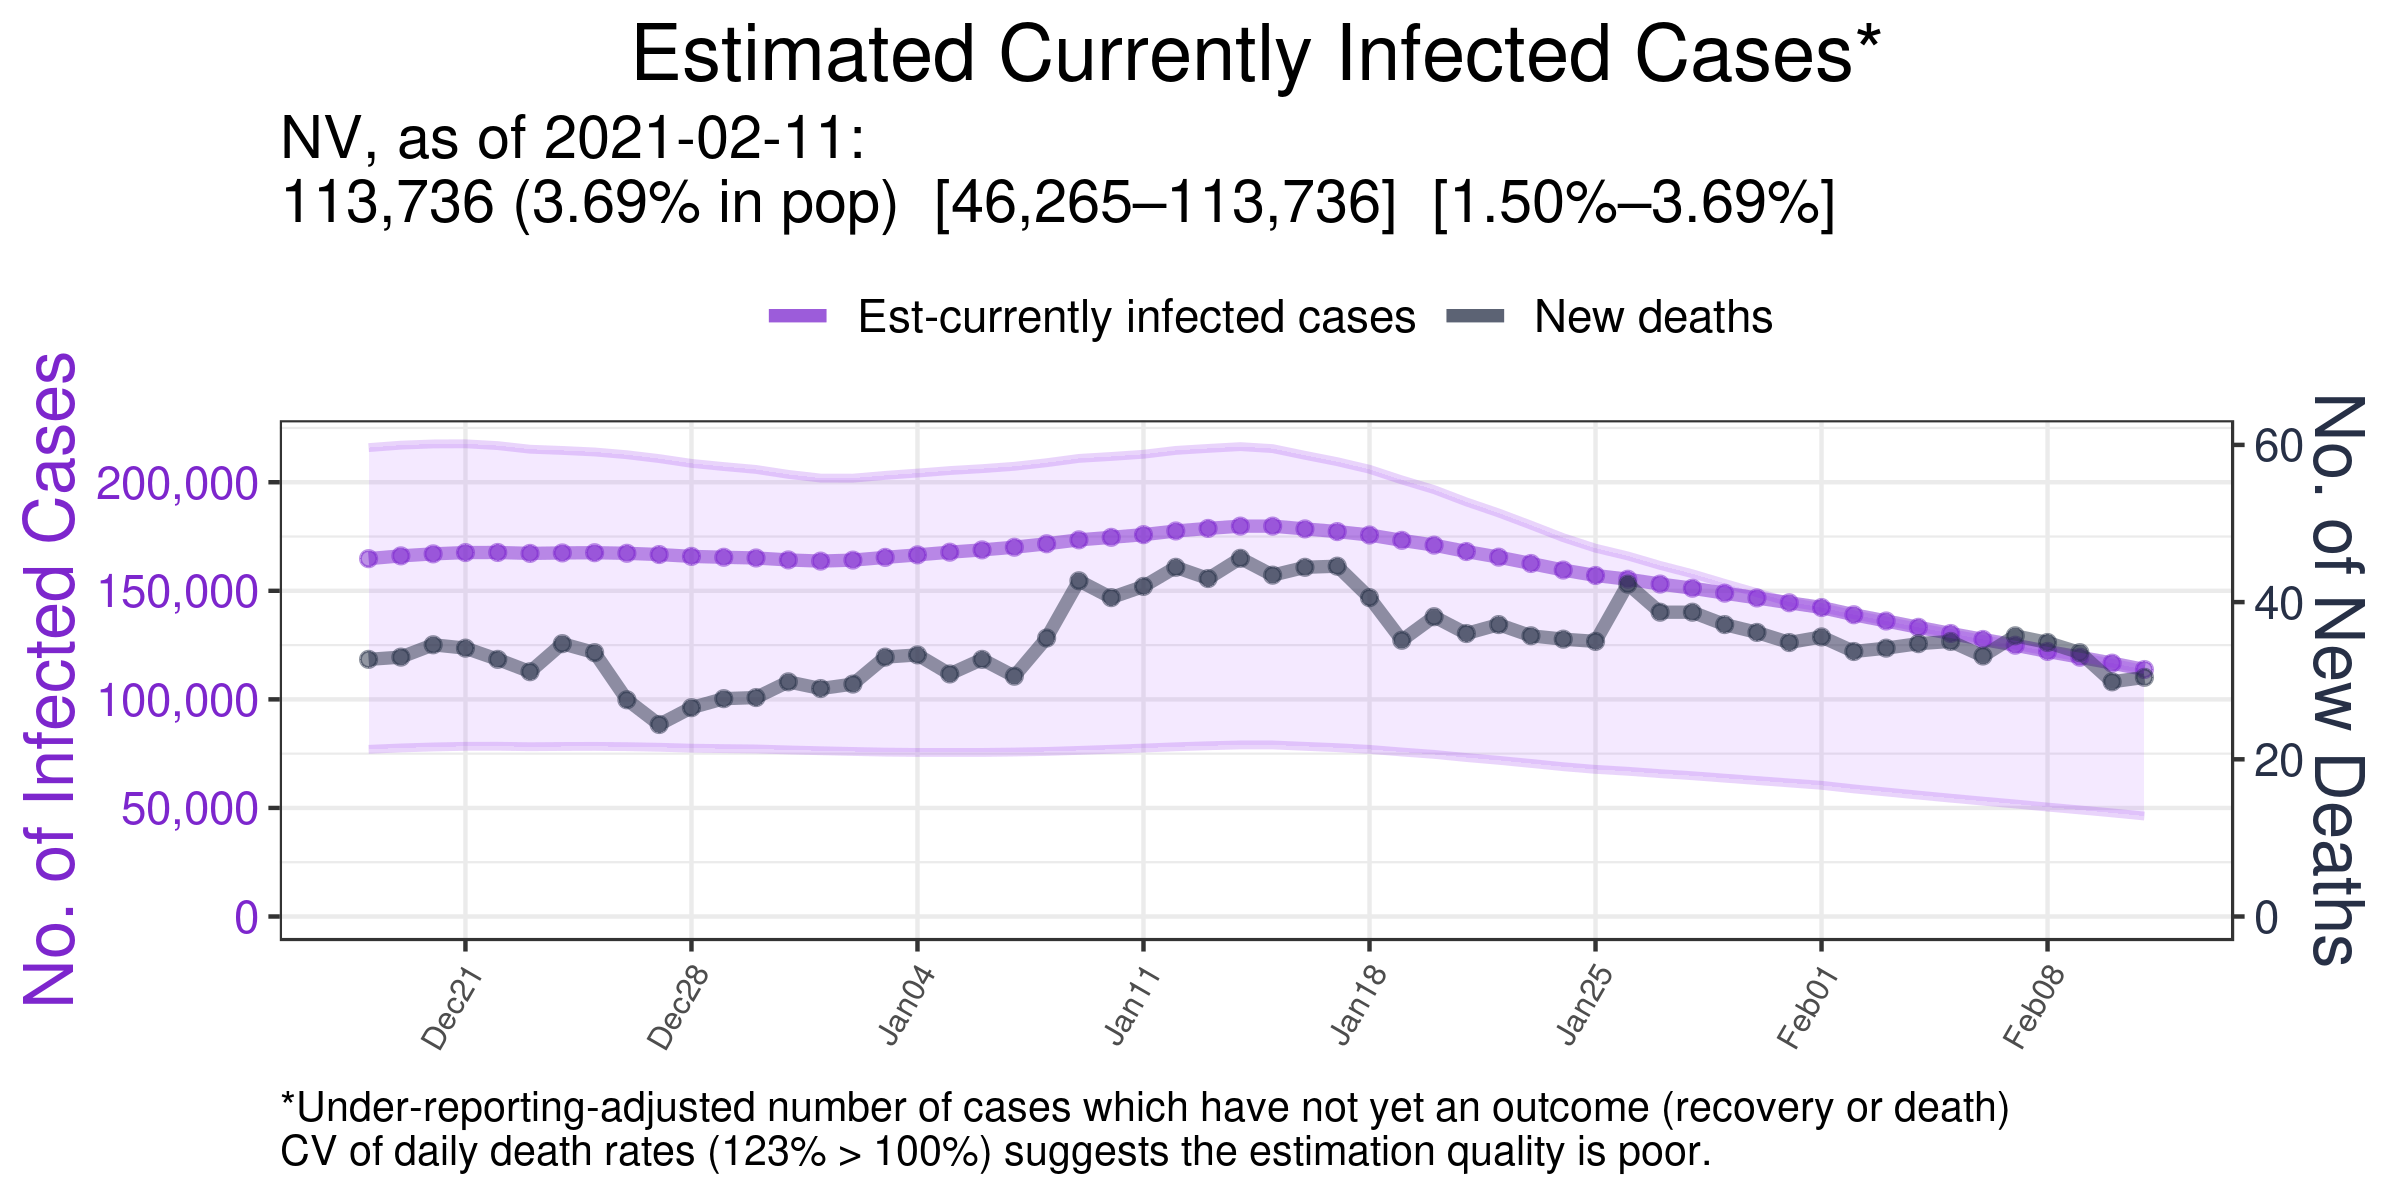 Estimated Currently Infected Cases*
NV, as of 2021-02-11:
113,736 (3.69% in pop) [46,265–113,736] [1.50%–3.69%]
Est-currently infected cases
New deaths
No. of Infected Cases
200,000
150,000
100,000
50,000
0
60
40
20
0
No. of New Deaths
Dec21
Dec28
Jan04
Jan11
Jan18
Jan25
Feb01
Feb08
*Under-reporting-adjusted number of cases which have not yet an outcome (recovery or death)
CV of daily death rates (123% > 100%) suggests the estimation quality is poor.